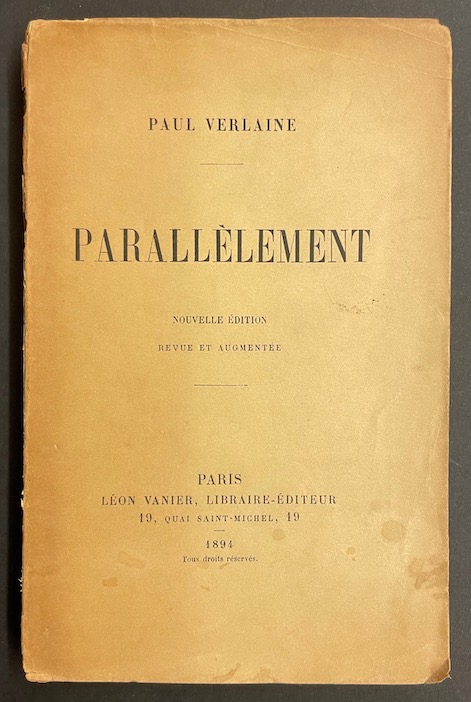 PAUL VERLAINE
PARALLÈLEMENT
NOUVELLE ÉDITION
REVUE ET AUGMENTÉE
PARIS
LÉON VANIER, LIBRAIRE-ÉDITEUR
19, QUAI SAINT-MICHEL, 19
1894
Tous droits réservés.